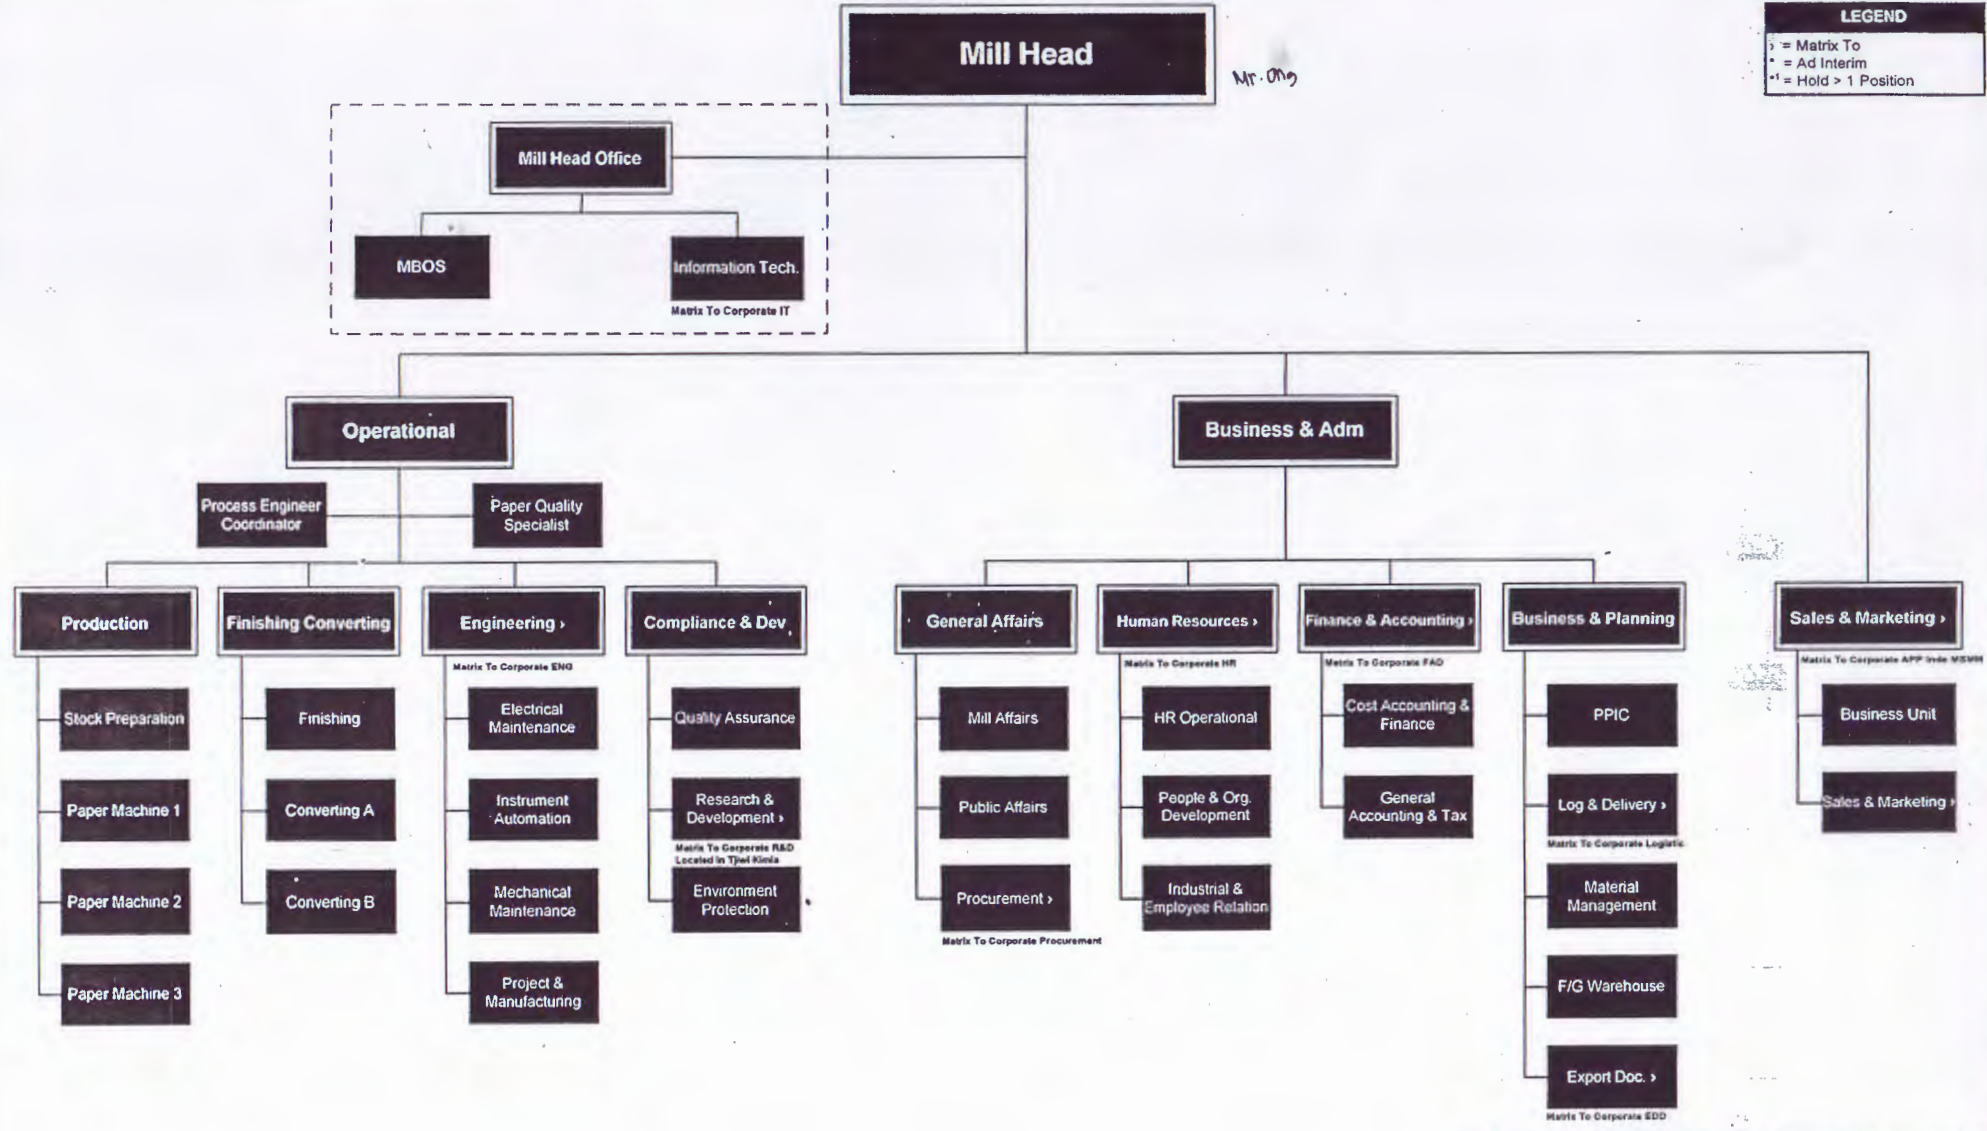 Mill Head
Mr. Ong
LEGEND
› = Matrix To
* = Ad Interim
*¹ = Hold > 1 Position
Mill Head Office
MBOS
Information Tech.
Matrix To Corporate IT
Operational
Business & Adm
Process Engineer
Coordinator
Paper Quality
Specialist
Production
Stock Preparation
Paper Machine 1
Paper Machine 2
Paper Machine 3
Finishing Converting
Finishing
Converting A
Converting B
Engineering ›
Matrix To Corporate ENG
Electrical
Maintenance
Instrument
Automation
Mechanical
Maintenance
Project &
Manufacturing
Compliance & Dev
Quality Assurance
Research &
Development ›
Matrix To Corporate R&D
Located in Tjiwi Kimia
Environment
Protection
General Affairs
Mill Affairs
Public Affairs
Procurement ›
Matrix To Corporate Procurement
Human Resources ›
Matrix To Corporate HR
HR Operational
People & Org.
Development
Industrial &
Employee Relation
Finance & Accounting ›
Matrix To Corporate FAD
Cost Accounting &
Finance
General
Accounting & Tax
Business & Planning
PPIC
Log & Delivery ›
Matrix To Corporate Logistic
Material
Management
F/G Warehouse
Export Doc. ›
Matrix To Corporate EDD
Sales & Marketing ›
Matrix To Corporate APP
Business Unit
Sales & Marketing ›